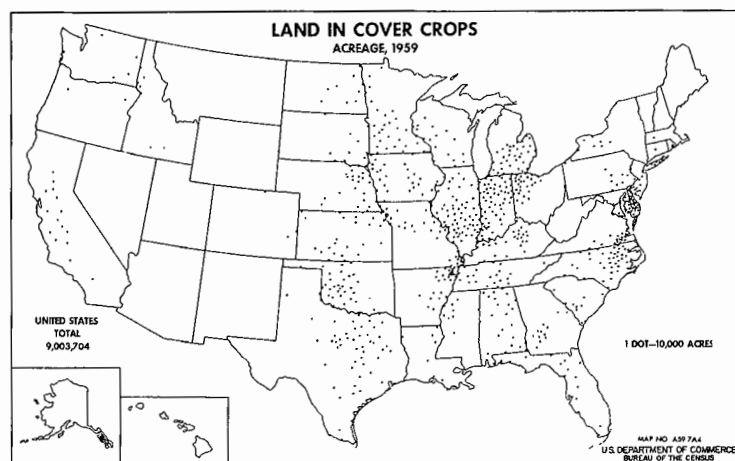 LAND IN COVER CROPS
ACREAGE, 1959
UNITED STATES
TOTAL
9,003,704
1 DOT—10,000 ACRES
MAP NO. A59 7A4
U.S. DEPARTMENT OF COMMERCE
BUREAU OF THE CENSUS